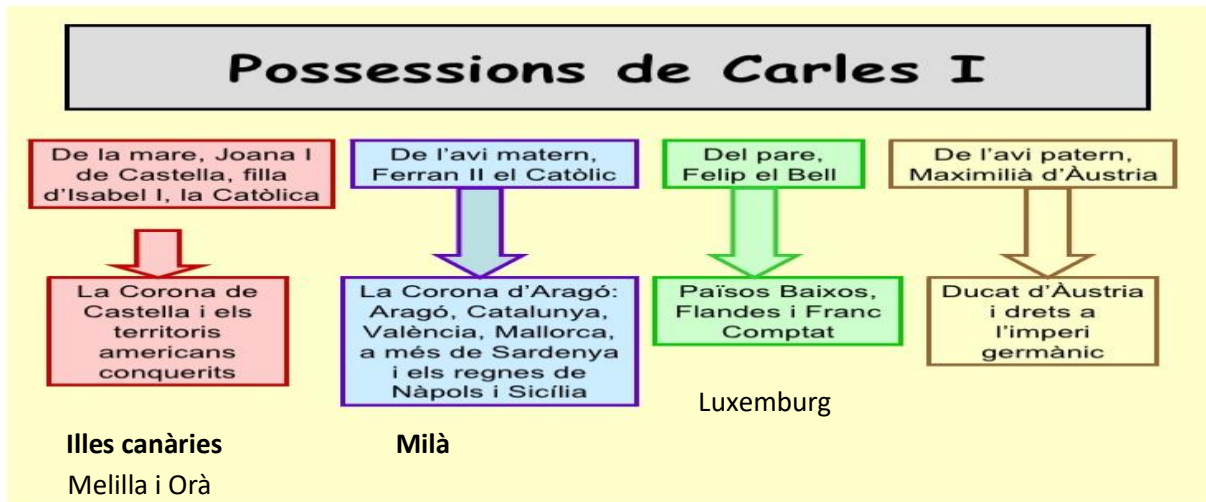 Possessions de Carles I
De la mare, Joana I
de Castella, filla
d'Isabel I, la Catòlica
De l'avi matern,
Ferran II el Catòlic
Del pare,
Felip el Bell
De l'avi patern,
Maximilià d'Àustria
La Corona de
Castella i els
territoris
americans
conquerits
La Corona d'Aragó:
Aragó, Catalunya,
València, Mallorca,
a més de Sardenya
i els regnes de
Nàpols i Sicília
Països Baixos,
Flandes i Franc
Comptat
Ducat d'Àustria
i drets a
l'imperi
germànic
Luxemburg
Illes canàries
Milà
Melilla i Orà